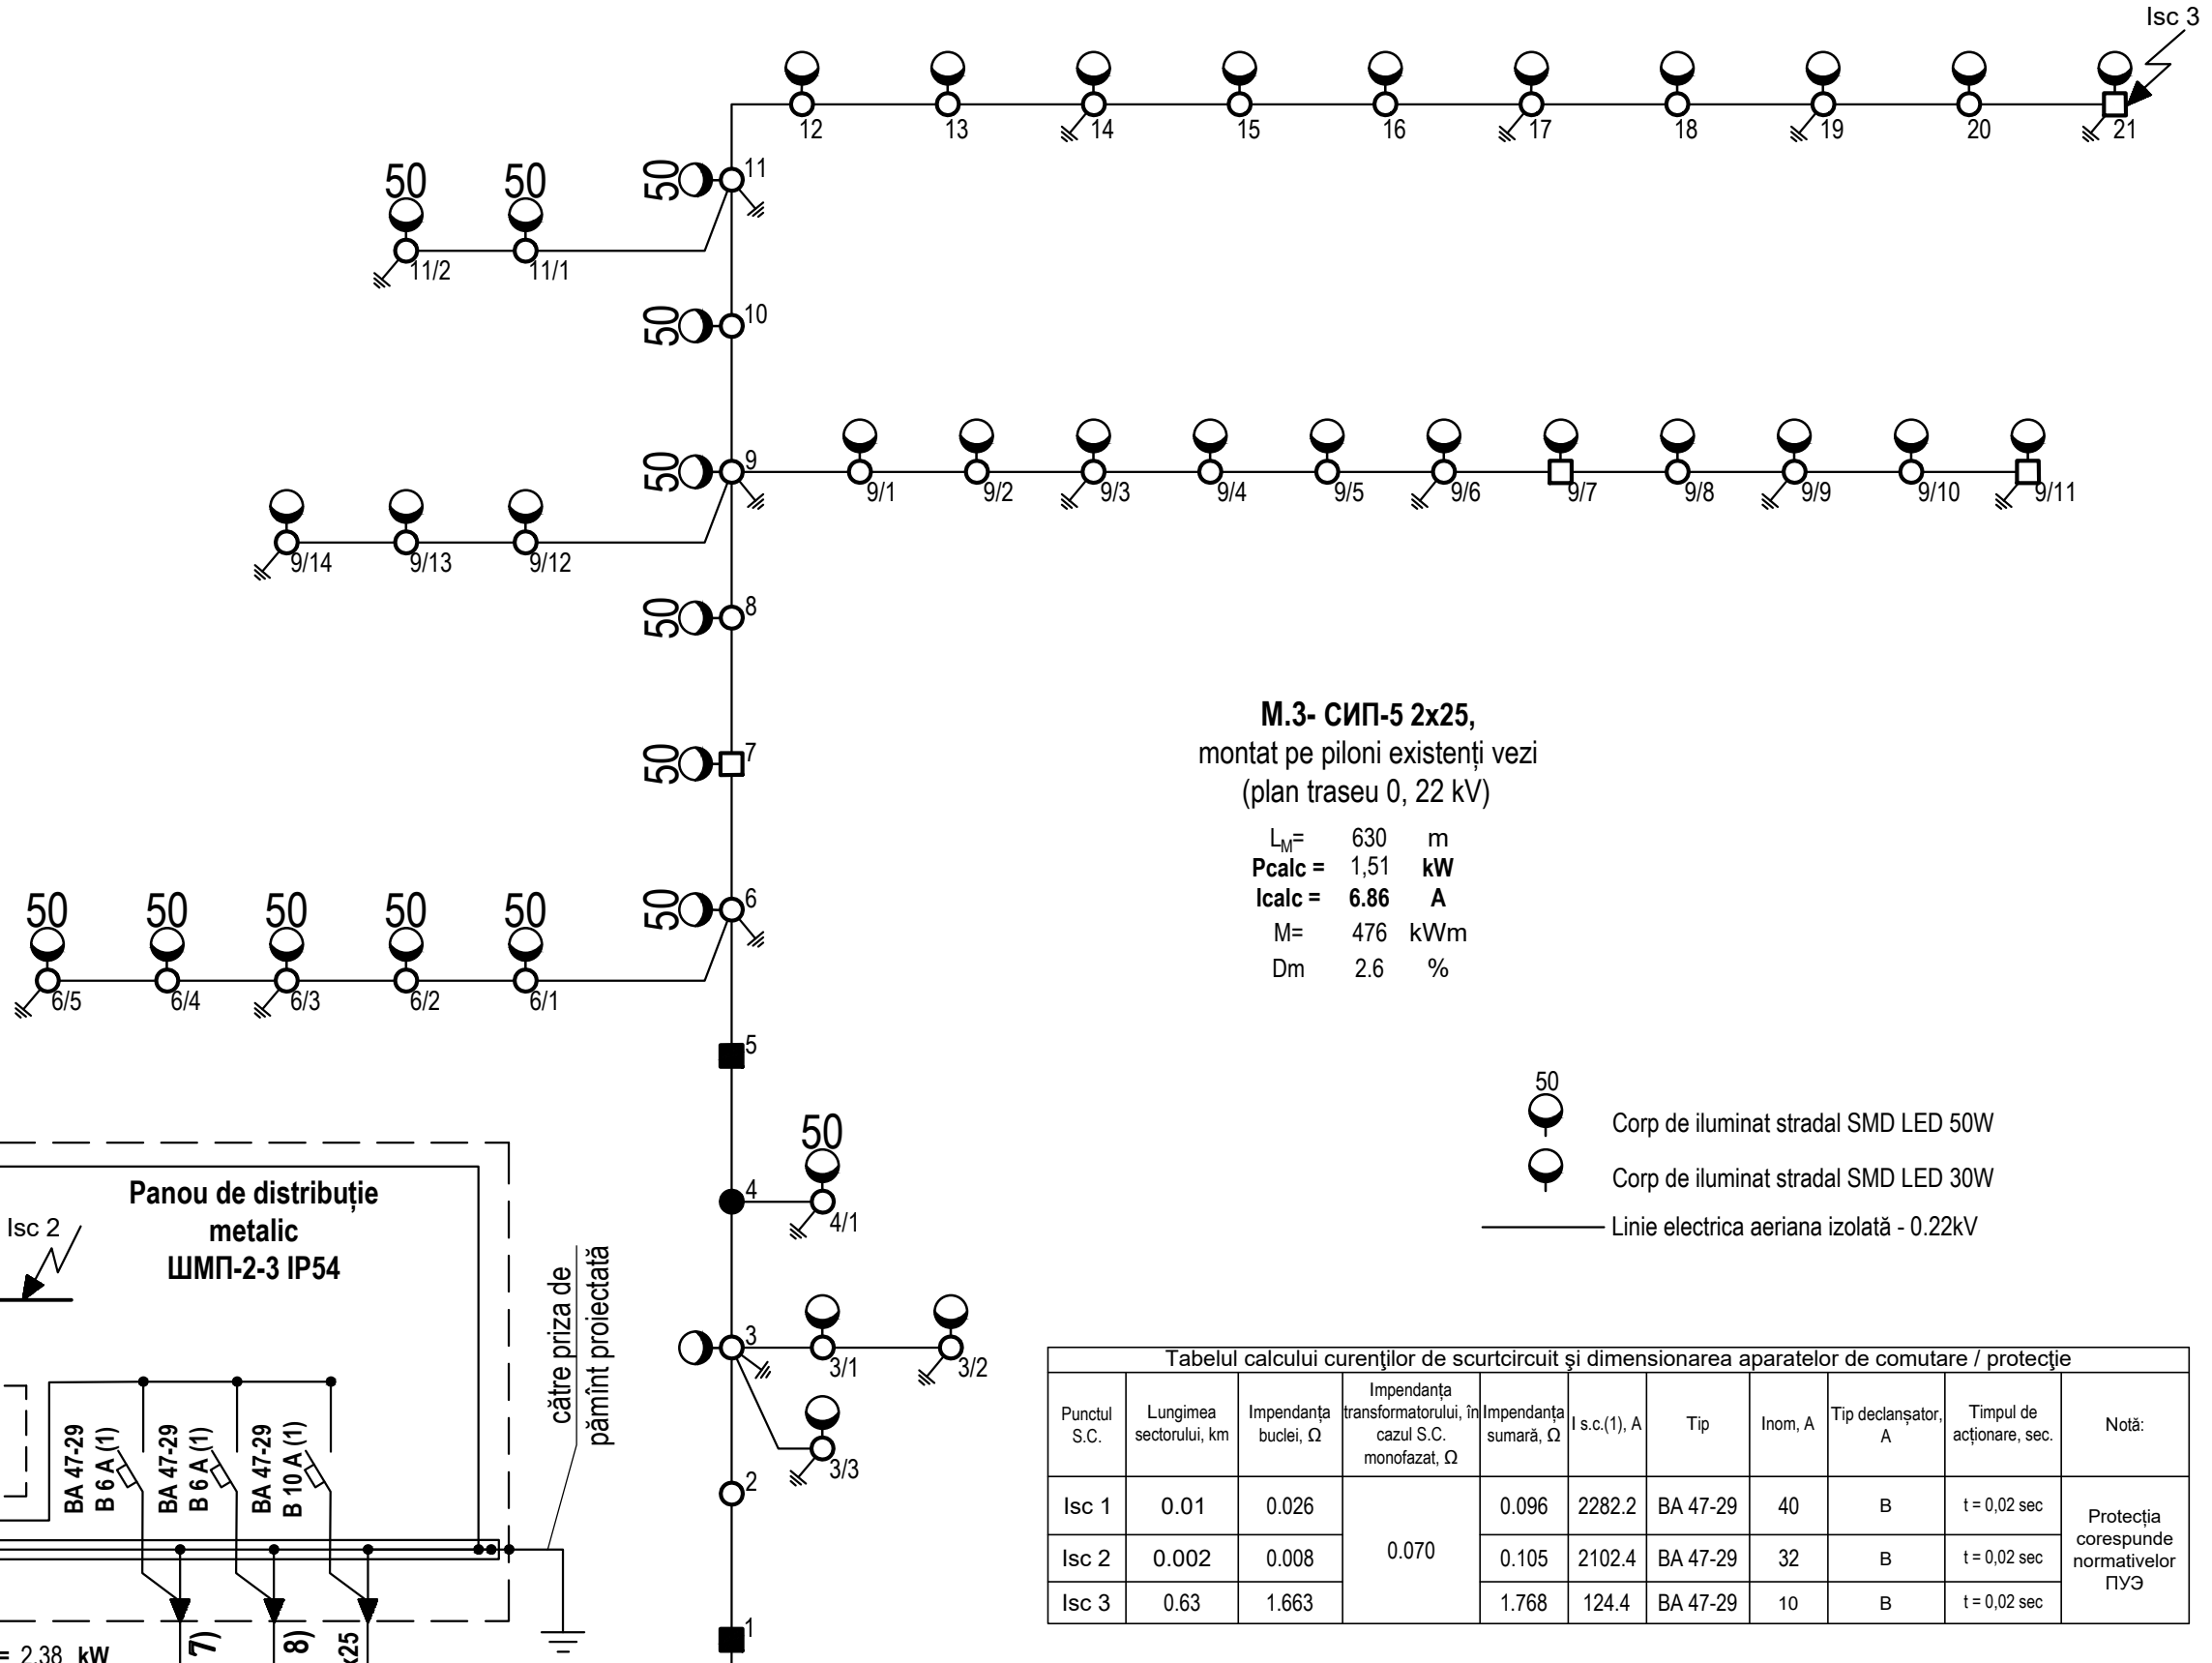 Isc 3
12 13 14 15 16 17 18 19 20 21
50 50 50 11
11/2 11/1
50 10
50 9
9/1 9/2 9/3 9/4 9/5 9/6 9/7 9/8 9/9 9/10 9/11
9/14 9/13 9/12
50 8
M.3- СИП-5 2x25,
montat pe piloni existenți vezi
(plan traseu 0, 22 kV)
50 7
LM= 630 m
Pcalc = 1,51 kW
Icalc = 6.86 A
M= 476 kWm
Dm 2.6 %
50 50 50 50 50 50 6
6/5 6/4 6/3 6/2 6/1
5
50
Corp de iluminat stradal SMD LED 50W
Corp de iluminat stradal SMD LED 30W
Linie electrica aeriana izolată - 0.22kV
50
4
4/1
Panou de distribuție
metalic
ШМП-2-3 IP54
Isc 2
către priza de
pămînt proiectată
3
3/1 3/2
3/3
2
1
BA 47-29
B 6 A (1)
BA 47-29
B 6 A (1)
BA 47-29
B 10 A (1)
7)
8)
x25
= 2,38 kW
Tabelul calcului curenţilor de scurtcircuit şi dimensionarea aparatelor de comutare / protecţie
Punctul S.C. Lungimea sectorului, km Impendanța buclei, Ω Impendanța transformatorului, în cazul S.C. monofazat, Ω Impendanța sumară, Ω I s.c.(1), A Tip Inom, A Tip declanșator, A Timpul de acționare, sec. Notă:
Isc 1 0.01 0.026 0.070 0.096 2282.2 BA 47-29 40 B t = 0,02 sec
Isc 2 0.002 0.008 0.105 2102.4 BA 47-29 32 B t = 0,02 sec
Isc 3 0.63 1.663 1.768 124.4 BA 47-29 10 B t = 0,02 sec
Protecția
corespunde
normativelor
ПУЭ